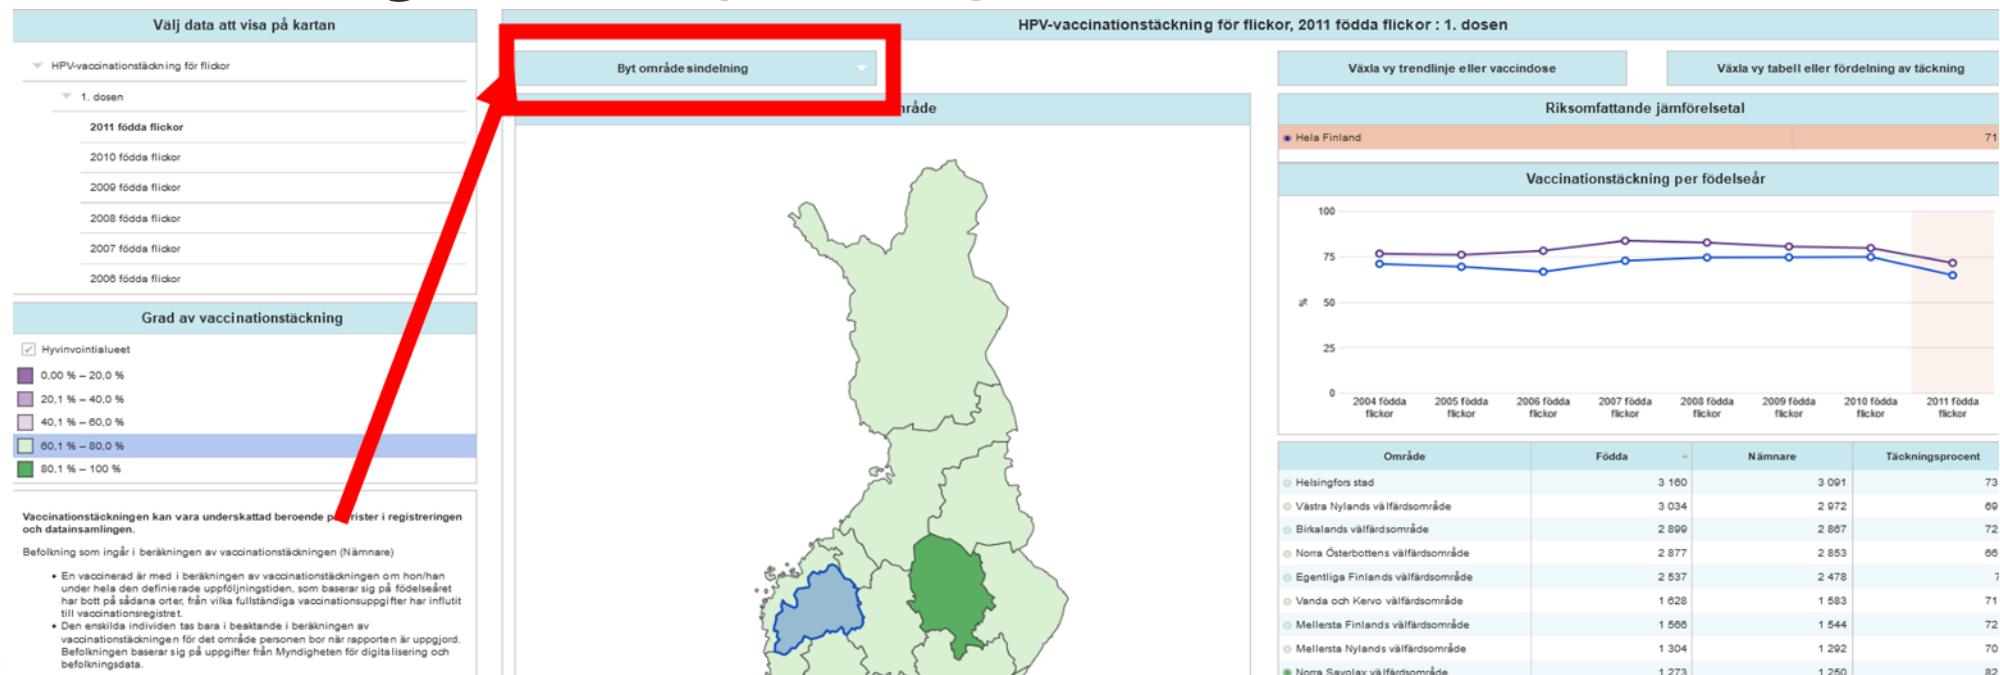 Välj data att visa på kartan
HPV-vaccinationstäckning för flickor
1. dosen
2011 födda flickor
2010 födda flickor
2009 födda flickor
2008 födda flickor
2007 födda flickor
2006 födda flickor
Grad av vaccinationstäckning
Hyvinvointialueet
0,00 % – 20,0 %
20,1 % – 40,0 %
40,1 % – 60,0 %
60,1 % – 80,0 %
80,1 % – 100 %
Vaccinationstäckningen kan vara underskattad beroende rister i registreringen
och datainsamlingen.
Befolkning som ingår i beräkningen av vaccinationstäckningen (Nämnare)
• En vaccinerad är med i beräkningen av vaccinationstäckningen om hon/han
under hela den definierade uppföljningstiden, som baserar sig på födelseåret
har bott på sådana orter, från vilka fullständiga vaccinationsuppgifter har influtit
till vaccinationsregistret.
• Den enskilda individen tas bara i beaktande i beräkningen av
vaccinationstäckningen för det område personen bor när rapporten är uppgjord.
Befolkningen baserar sig på uppgifter från Myndigheten för digitalisering och
befolkningsdata.
HPV-vaccinationstäckning för flickor, 2011 födda flickor : 1. dosen
Byt områdesindelning
råde
Växla vy trendlinje eller vaccindose
Växla vy tabell eller fördelning av täckning
Riksomfattande jämförelsetal
Hela Finland 71
Vaccinationstäckning per födelseår
100
75
50
25
0
%
2004 födda flickor
2005 födda flickor
2006 födda flickor
2007 födda flickor
2008 födda flickor
2009 födda flickor
2010 födda flickor
2011 födda flickor
Område Födda Nämnare Täckningsprocent
Helsingfors stad 3 160 3 091 73
Västra Nylands välfärdsområde 3 034 2 972 69
Birkalands välfärdsområde 2 899 2 867 72
Norra Österbottens välfärdsområde 2 877 2 853 66
Egentliga Finlands välfärdsområde 2 537 2 478 7
Vanda och Kervo välfärdsområde 1 628 1 583 71
Mellersta Finlands välfärdsområde 1 566 1 544 72
Mellersta Nylands välfärdsområde 1 304 1 292 70
Norra Savolax välfärdsområde 1 273 1 250 82